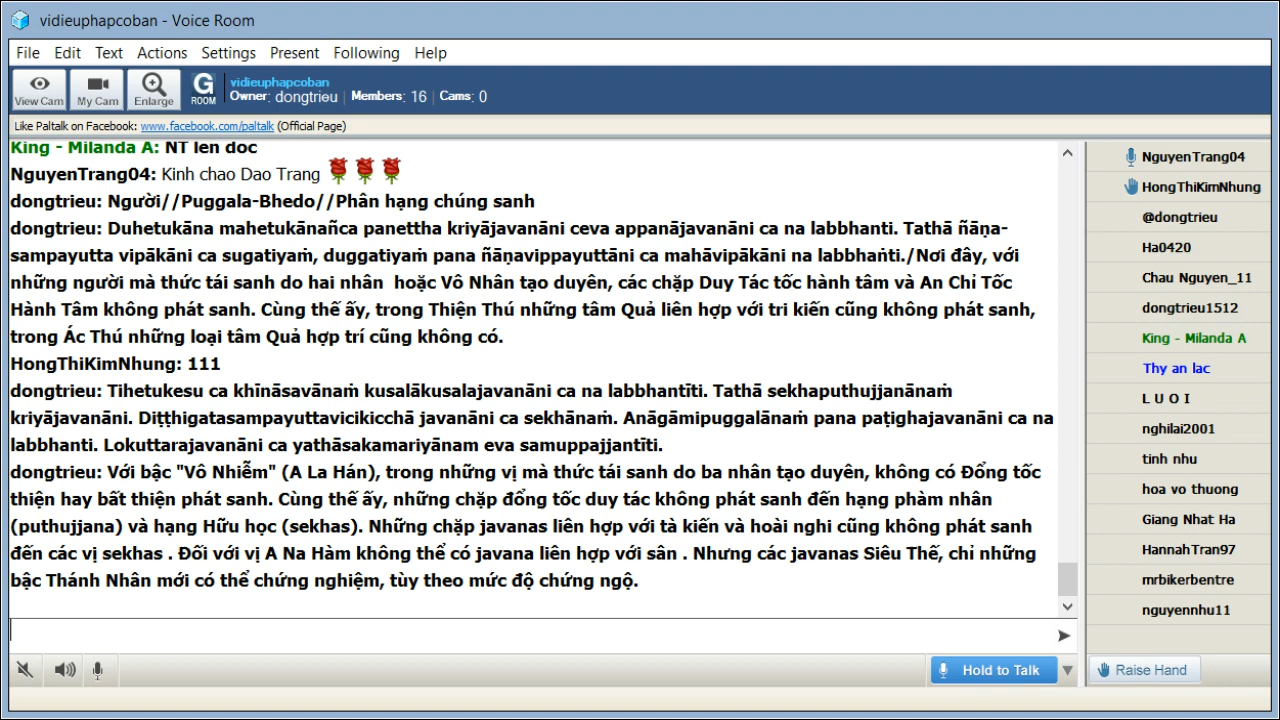 vidieuphapcoban - Voice Room
File Edit Text Actions Settings Present Following Help
View Cam
My Cam
Enlarge
G
ROOM
vidieuphapcoban
Owner: dongtrieu | Members: 16 | Cams: 0
Like Paltalk on Facebook: www.facebook.com/paltalk (Official Page)
King - Milanda A: NT len doc
NguyenTrang04: Kinh chao Dao Trang
dongtrieu: Người//Puggala-Bhedo//Phân hạng chúng sanh
dongtrieu: Duhetukāna mahetukānañca panettha kriyājavanāni ceva appanājavanāni ca na labbhanti. Tathā ñāṇa-
sampayutta vipākāni ca sugatiyaṁ, duggatiyaṁ pana ñāṇavippayuttāni ca mahāvipākāni na labbhaṅti./Nơi đây, với
những người mà thức tái sanh do hai nhân hoặc Vô Nhân tạo duyên, các chặp Duy Tác tốc hành tâm và An Chỉ Tốc
Hành Tâm không phát sanh. Cùng thế ấy, trong Thiện Thú những tâm Quả liên hợp với tri kiến cũng không phát sanh,
trong Ác Thú những loại tâm Quả hợp trí cũng không có.
HongThiKimNhung: 111
dongtrieu: Tihetukesu ca khīnāsavānaṁ kusalākusalajavanāni ca na labbhantīti. Tathā sekhaputhujjanānaṁ
kriyājavanāni. Diṭṭhigatasampayuttavicikicchā javanāni ca sekhānaṁ. Anāgāmipuggalānaṁ pana paṭighajavanāni ca na
labbhanti. Lokuttarajavanāni ca yathāsakamariyānam eva samuppajjantīti.
dongtrieu: Với bậc "Vô Nhiễm" (A La Hán), trong những vị mà thức tái sanh do ba nhân tạo duyên, không có Đổng tốc
thiện hay bất thiện phát sanh. Cùng thế ấy, những chặp đổng tốc duy tác không phát sanh đến hạng phàm nhân
(puthujjana) và hạng Hữu học (sekhas). Những chặp javanas liên hợp với tà kiến và hoài nghi cũng không phát sanh
đến các vị sekhas . Đối với vị A Na Hàm không thể có javana liên hợp với sân . Nhưng các javanas Siêu Thế, chỉ những
bậc Thánh Nhân mới có thể chứng nghiệm, tùy theo mức độ chứng ngộ.
NguyenTrang04
HongThiKimNhung
@dongtrieu
Ha0420
Chau Nguyen_11
dongtrieu1512
King - Milanda A
Thy an lac
L U O I
nghilai2001
tinh nhu
hoa vo thuong
Giang Nhat Ha
HannahTran97
mrbikerbentre
nguyennhu11
Hold to Talk
Raise Hand